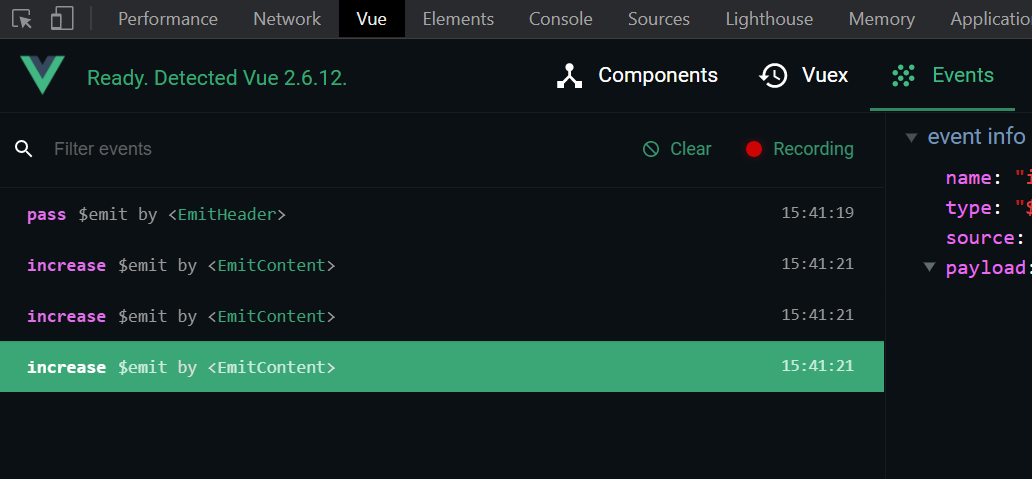 Performance Network Vue Elements Console Sources Lighthouse Memory
Ready. Detected Vue 2.6.12. Components Vuex Events
Filter events Clear Recording
pass $emit by <EmitHeader> 15:41:19
increase $emit by <EmitContent> 15:41:21
increase $emit by <EmitContent> 15:41:21
increase $emit by <EmitContent> 15:41:21
event info
name: "i
type: "$
source:
payload: